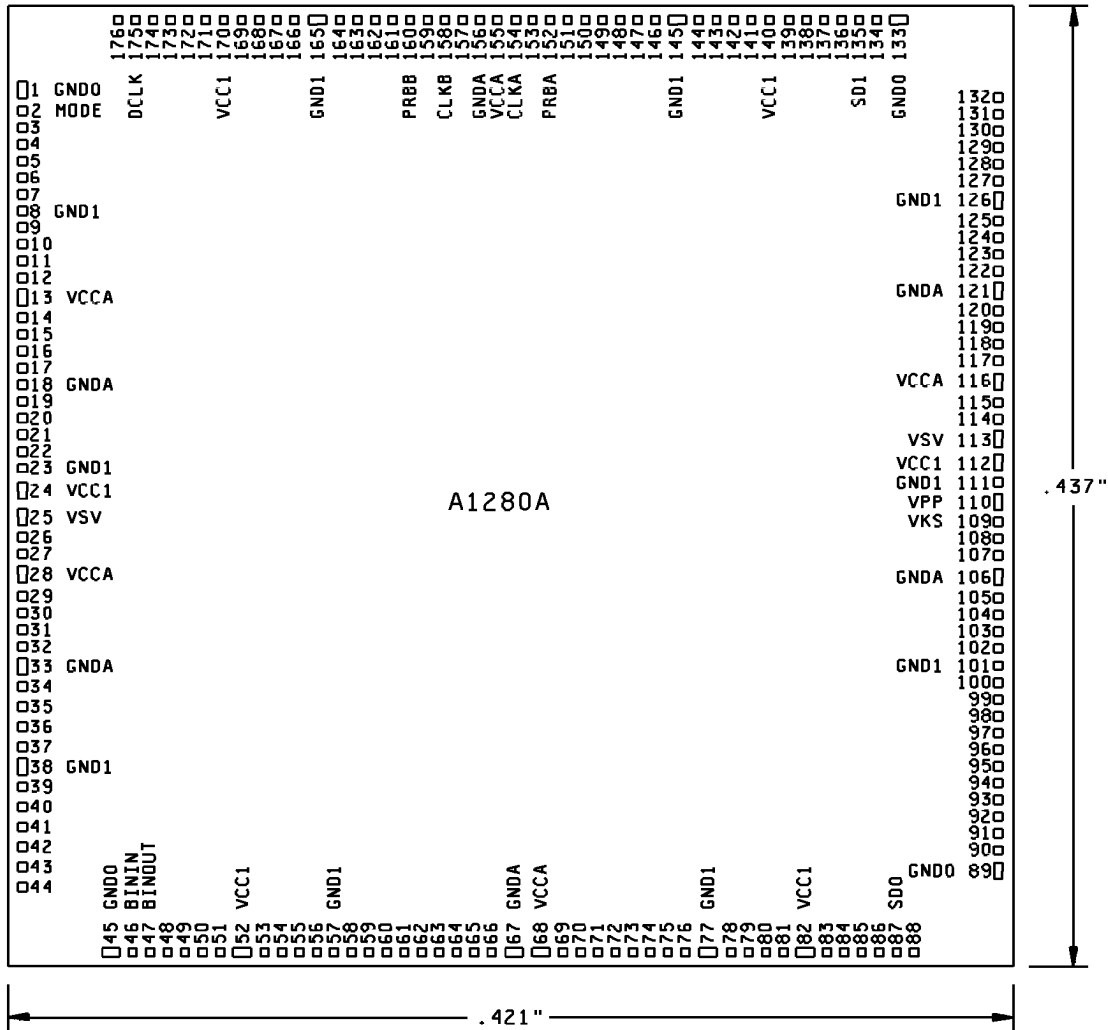 176 175 174 173 172 171 170 169 168 167 166 165 164 163 162 161 160 159 158 157 156 155 154 153 152 151 150 149 148 147 146 145 144 143 142 141 140 139 138 137 136 135 134 133
DCLK VCC1 GND1 PRBB CLKB GNDA VCCA CLKA PRBA GND1 VCC1 SD1 GND0
1 GND0
2 MODE
3
4
5
6
7
8 GND1
9
10
11
12
13 VCCA
14
15
16
17
18 GNDA
19
20
21
22
23 GND1
24 VCC1
25 VSV
26
27
28 VCCA
29
30
31
32
33 GNDA
34
35
36
37
38 GND1
39
40
41
42
43
44
A1280A
132
131
130
129
128
127
GND1 126
125
124
123
122
GNDA 121
120
119
118
117
VCCA 116
115
114
VSV 113
VCC1 112
GND1 111
VPP 110
VKS 109
108
107
GNDA 106
105
104
103
102
GND1 101
100
99
98
97
96
95
94
93
92
91
90
GND0 89
GND0 BININ BINOUT VCC1 GND1 GNDA VCCA GND1 VCC1 SDO
45 46 47 48 49 50 51 52 53 54 55 56 57 58 59 60 61 62 63 64 65 66 67 68 69 70 71 72 73 74 75 76 77 78 79 80 81 82 83 84 85 86 87 88
.437"
.421"